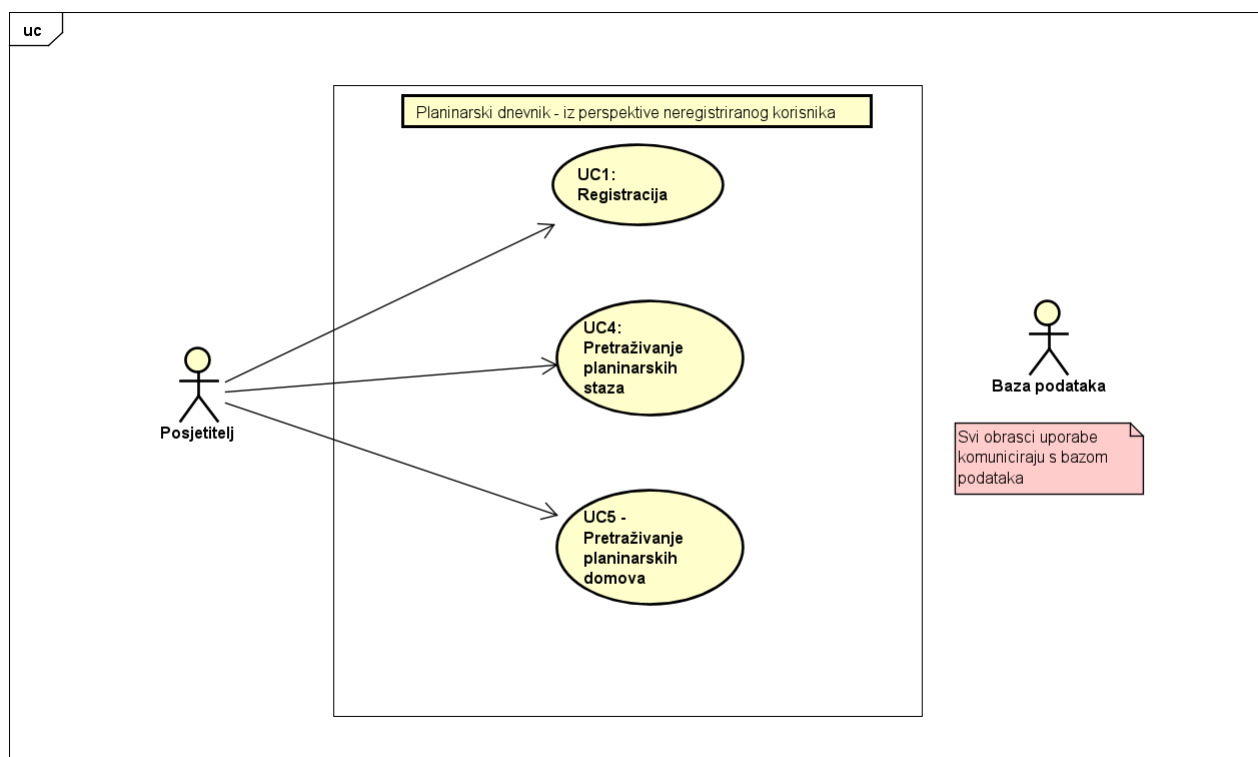 uc
Planinarski dnevnik - iz perspektive neregistriranog korisnika
UC1:
Registracija
UC4:
Pretraživanje
planinarskih
staza
Posjetitelj
Baza podataka
Svi obrasci uporabe
komuniciraju s bazom
podataka
UC5 -
Pretraživanje
planinarskih
domova